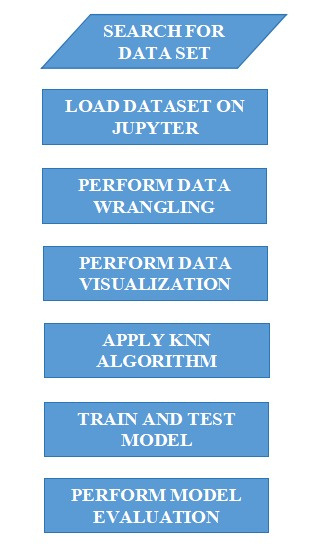 SEARCH FOR
DATA SET
LOAD DATASET ON
JUPYTER
PERFORM DATA
WRANGLING
PERFORM DATA
VISUALIZATION
APPLY KNN
ALGORITHM
TRAIN AND TEST
MODEL
PERFORM MODEL
EVALUATION